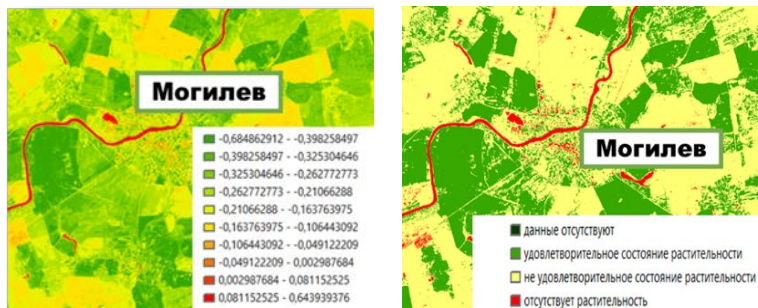 Могилев
-0,684862912 - -0,398258497
-0,398258497 - -0,325304646
-0,325304646 - -0,262772773
-0,262772773 - -0,21066288
-0,21066288 - -0,163763975
-0,163763975 - -0,106443092
-0,106443092 - -0,049122209
-0,049122209 - 0,002987684
0,002987684 - 0,081152525
0,081152525 - 0,643939376
Могилев
данные отсутствуют
удовлетворительное состояние растительности
не удовлетворительное состояние растительности
отсутствует растительность